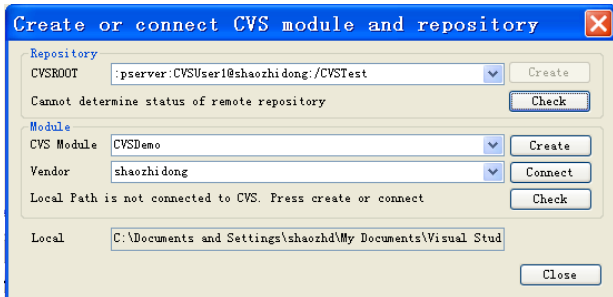 Create or connect CVS module and repository
Repository
CVSROOT :pserver:CVSUser1@shaozhidong:/CVSTest Create
Cannot determine status of remote repository Check
Module
CVS Module CVSDemo Create
Vendor shaozhidong Connect
Local Path is not connected to CVS. Press create or connect Check
Local C:\Documents and Settings\shaozhd\My Documents\Visual Stud
Close